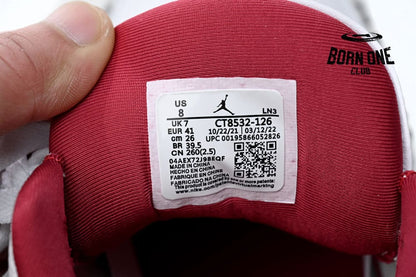 BORN ONE
CLUB
US
8
LN3
UK 7
CT8532-126
EUR 41
10/22/21 | 03/12/22
cm 26
UPC 00195866052826
BR 39.5
CN 260(2.5)
04AEX72J98EQF
MADE IN CHINA
HECHO EN CHINA
FABRICADO NA CHINA
FABRIQUÉ EN CHINE